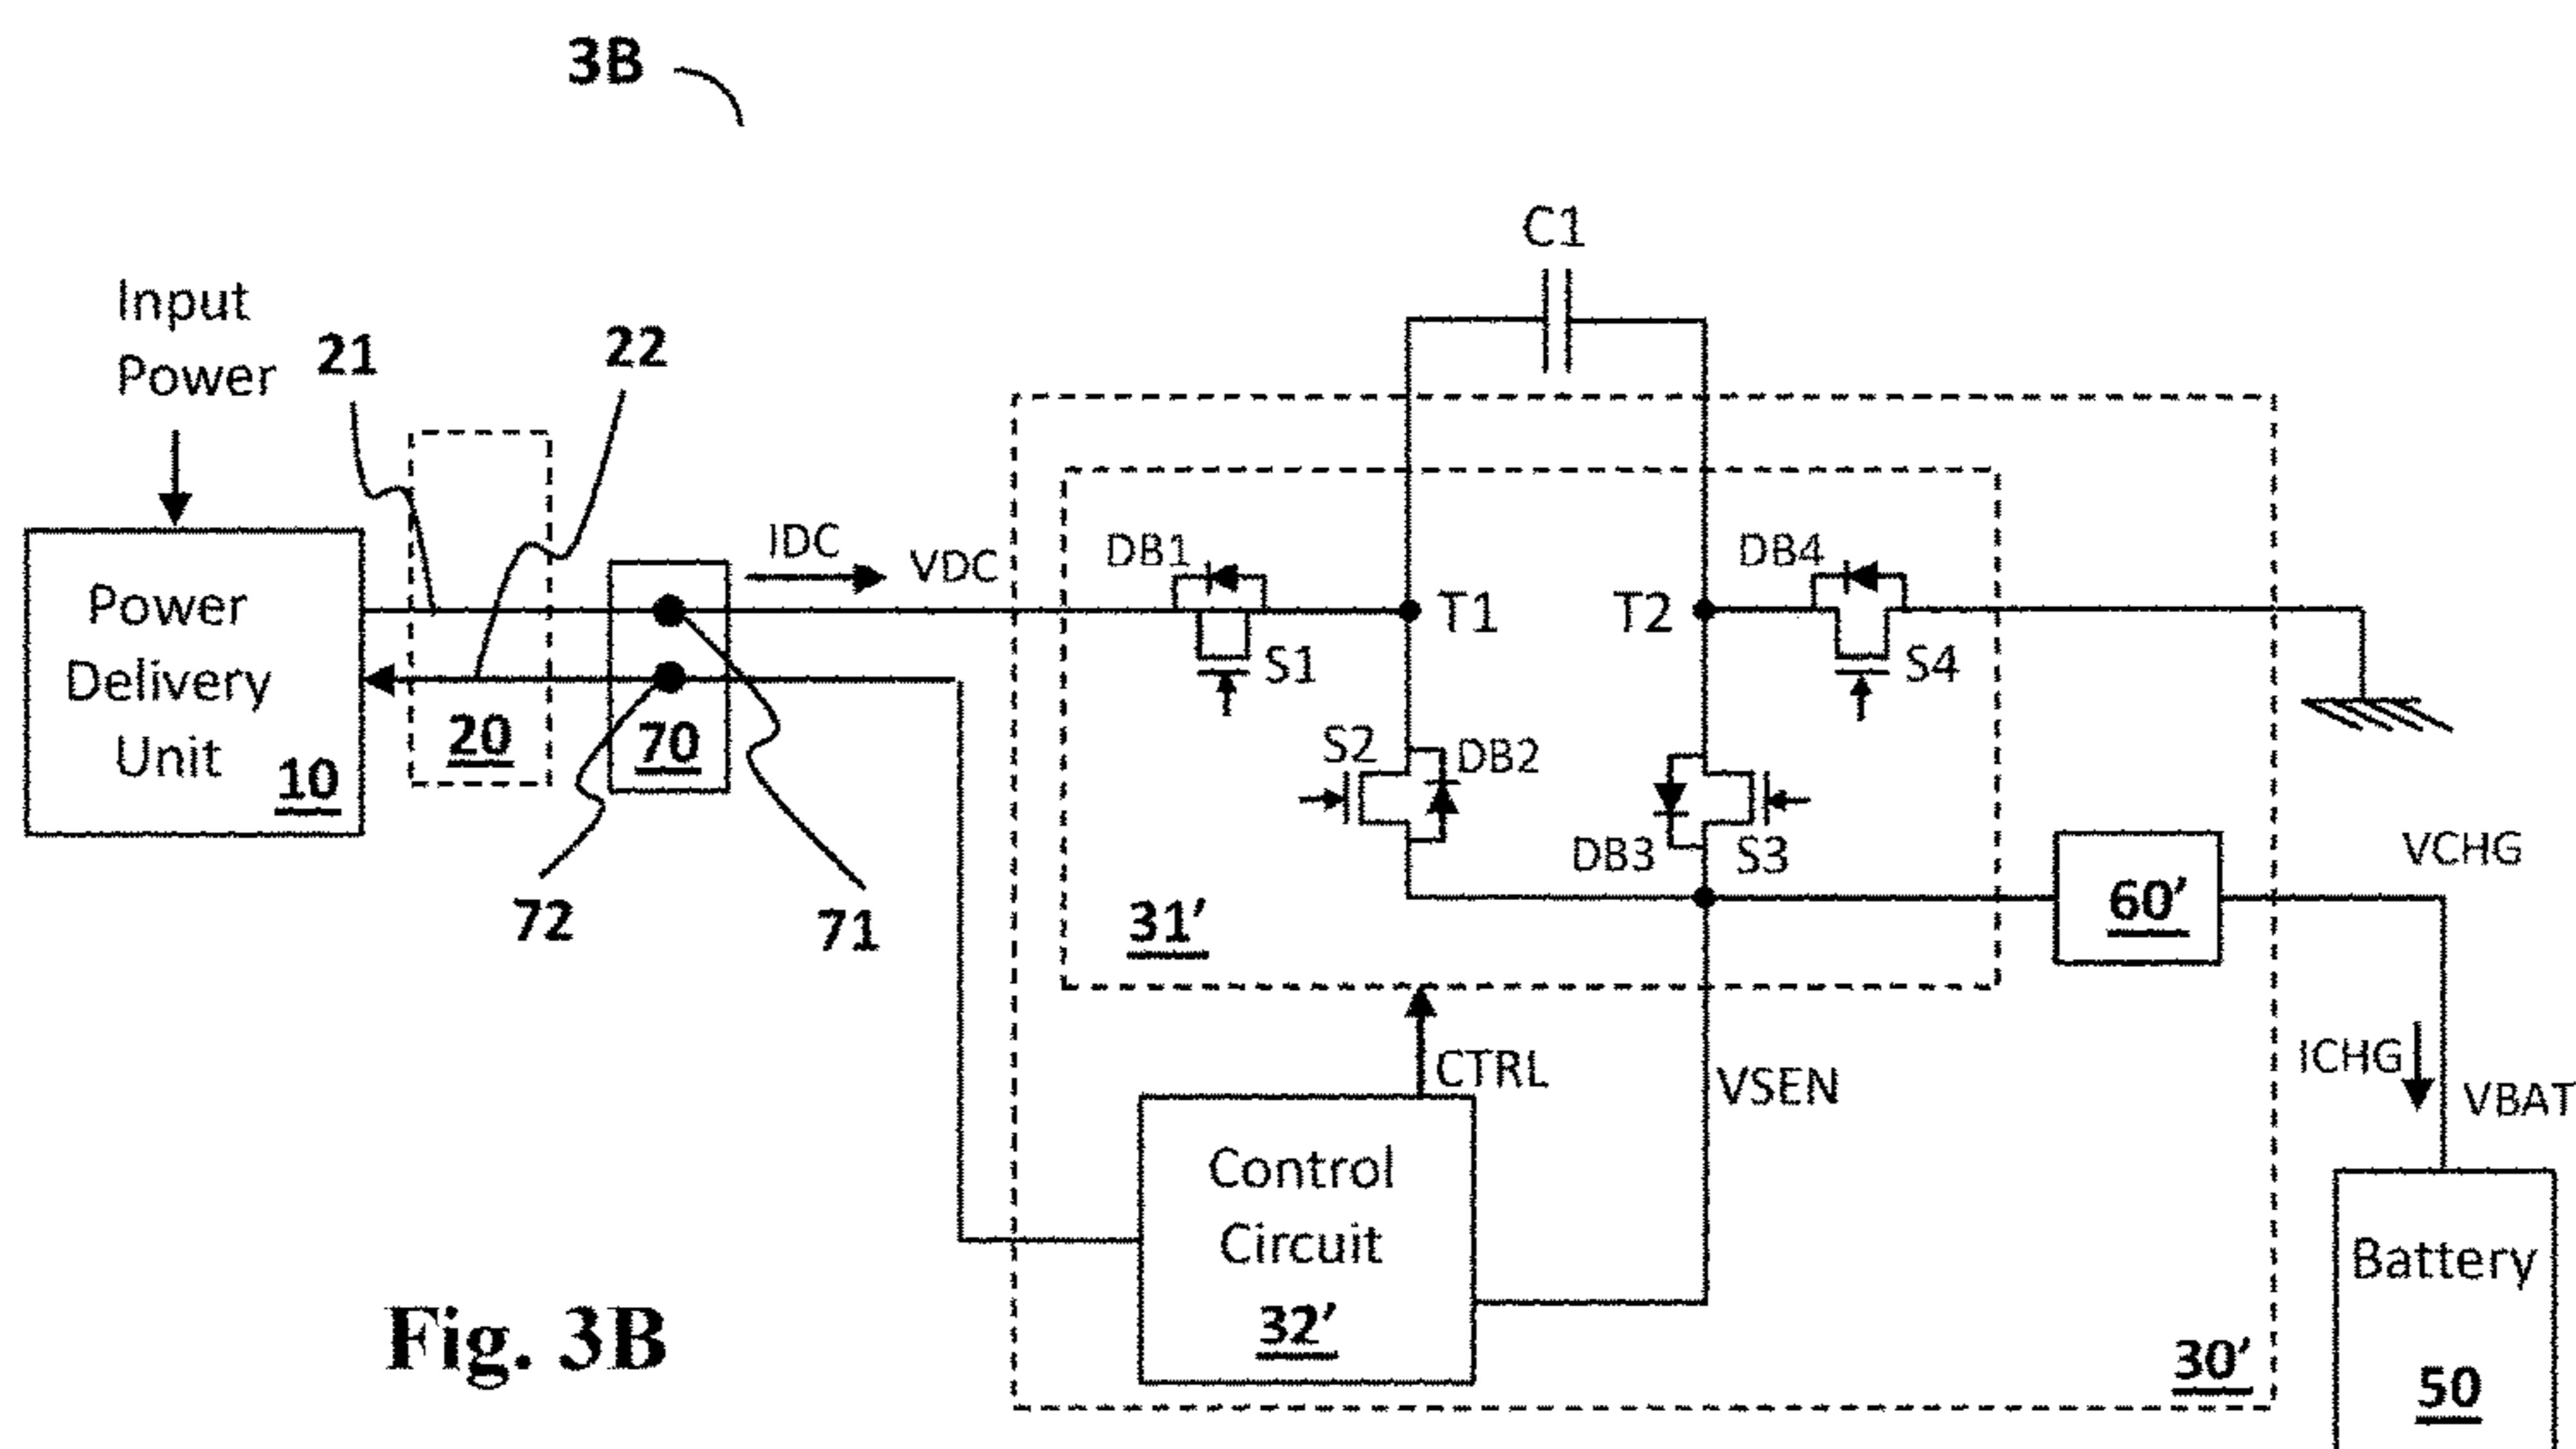 3B
C1
Input
Power
21
22
IDC
VDC
DB1
DB4
T1
T2
S1
S4
Power
Delivery
Unit
10
20
70
S2
DB2
DB3
S3
72
71
31’
60’
VCHG
CTRL
VSEN
ICHG
VBAT
Control
Circuit
32’
Battery
50
30’
Fig. 3B